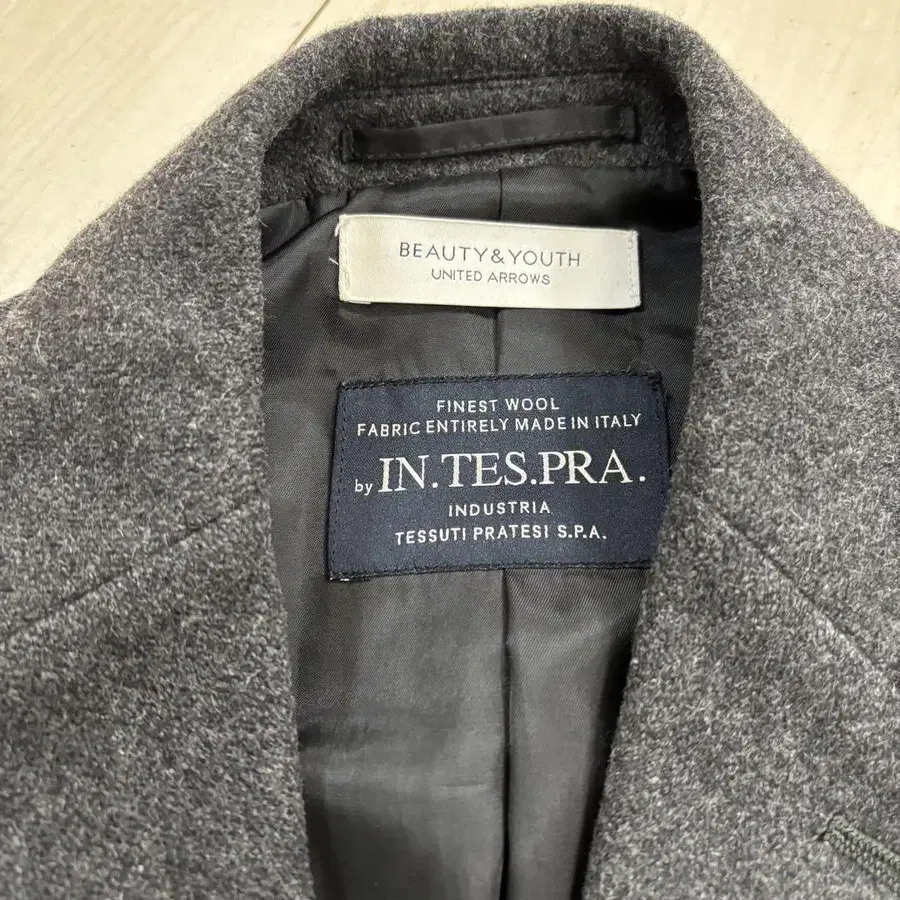 BEAUTY&YOUTH
UNITED ARROWS
FINEST WOOL
FABRIC ENTIRELY MADE IN ITALY
by IN.TES.PRA.
INDUSTRIA
TESSUTI PRATESI S.P.A.